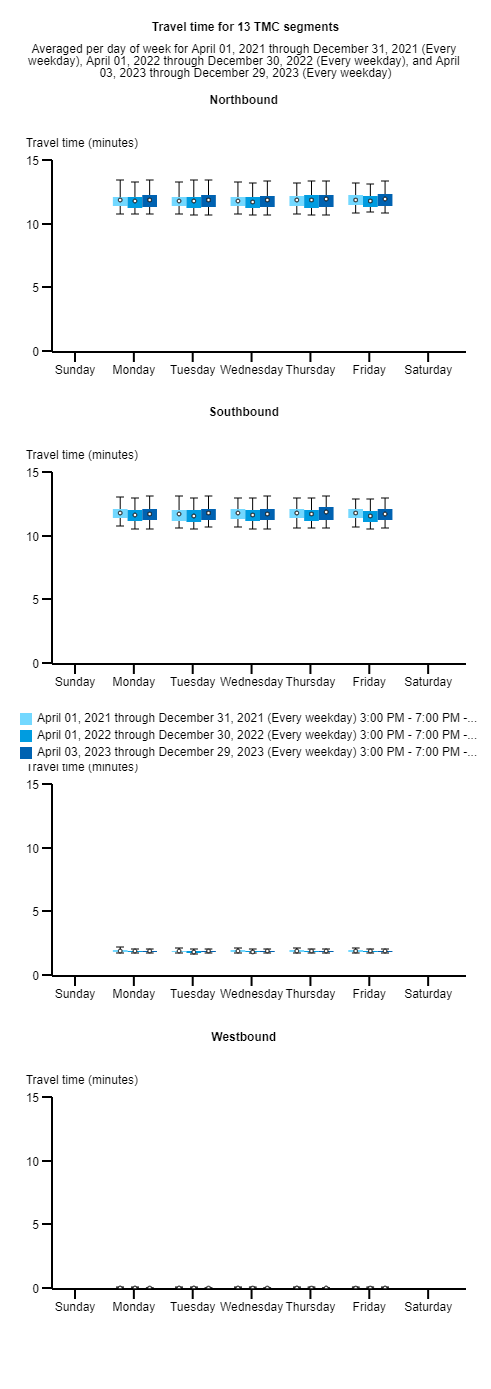 Travel time for 13 TMC segments
Averaged per day of week for April 01, 2021 through December 31, 2021 (Every
weekday), April 01, 2022 through December 30, 2022 (Every weekday), and April
03, 2023 through December 29, 2023 (Every weekday)
Northbound
Travel time (minutes)
15
10
5
0
Sunday Monday Tuesday Wednesday Thursday Friday Saturday
Southbound
Travel time (minutes)
15
10
5
0
Sunday Monday Tuesday Wednesday Thursday Friday Saturday
April 01, 2021 through December 31, 2021 (Every weekday) 3:00 PM - 7:00 PM -...
April 01, 2022 through December 30, 2022 (Every weekday) 3:00 PM - 7:00 PM -...
April 03, 2023 through December 29, 2023 (Every weekday) 3:00 PM - 7:00 PM -...
Travel time (minutes)
15
10
5
0
Sunday Monday Tuesday Wednesday Thursday Friday Saturday
Westbound
Travel time (minutes)
15
10
5
0
Sunday Monday Tuesday Wednesday Thursday Friday Saturday